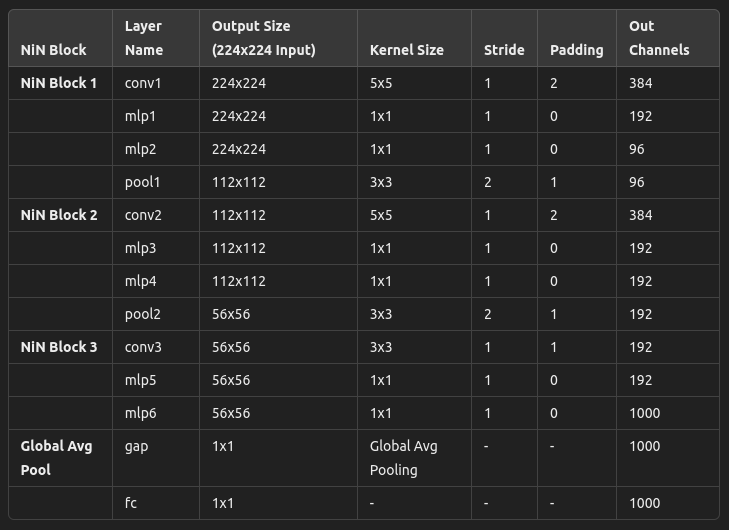 NiN Block Layer Name Output Size (224x224 Input) Kernel Size Stride Padding Out Channels
NiN Block 1 conv1 224x224 5x5 1 2 384
mlp1 224x224 1x1 1 0 192
mlp2 224x224 1x1 1 0 96
pool1 112x112 3x3 2 1 96
NiN Block 2 conv2 112x112 5x5 1 2 384
mlp3 112x112 1x1 1 0 192
mlp4 112x112 1x1 1 0 192
pool2 56x56 3x3 2 1 192
NiN Block 3 conv3 56x56 3x3 1 1 192
mlp5 56x56 1x1 1 0 192
mlp6 56x56 1x1 1 0 1000
Global Avg Pool gap 1x1 Global Avg Pooling - - 1000
fc 1x1 - - - 1000